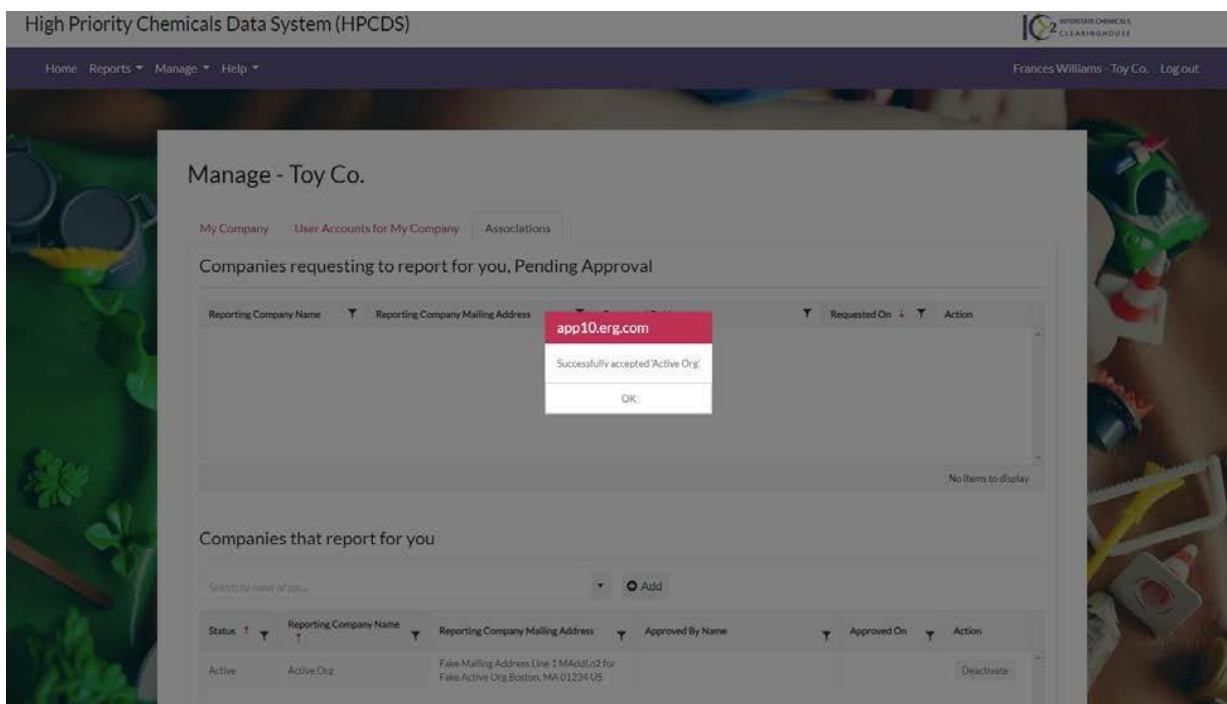 High Priority Chemicals Data System (HPCDS)
IC2 INTERSTATE CHEMICALS
CLEARINGHOUSE
Home Reports Manage Help Frances Williams - Toy Co. Log out
Manage - Toy Co.
My Company User Accounts for My Company Associations
Companies requesting to report for you, Pending Approval
Reporting Company Name Reporting Company Mailing Address Requested On Action
app10.erg.com
Successfully accepted 'Active Org'.
OK
No items to display
Companies that report for you
Search by name or
Add
Status Reporting Company Name Reporting Company Mailing Address Approved By Name Approved On Action
Active Active Org Fake Mailing Address Line 1 MAddLn2 for
Fake Active Org Boston, MA 01234 US Deactivate